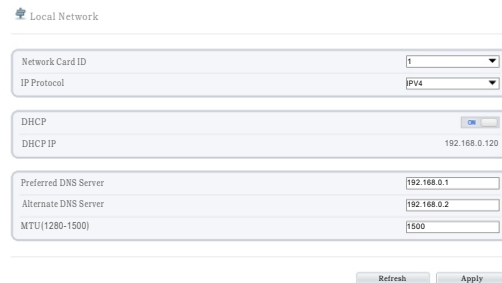 Local Network
Network Card ID 1
IP Protocol IPV4
DHCP ON
DHCP IP 192.168.0.120
Preferred DNS Server 192.168.0.1
Alternate DNS Server 192.168.0.2
MTU(1280-1500) 1500
Refresh Apply